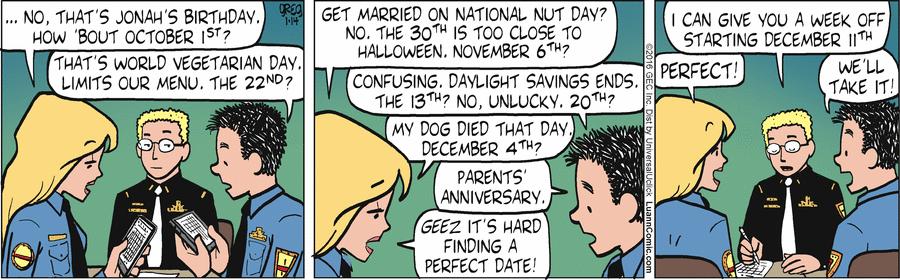 ... NO, THAT'S JONAH'S BIRTHDAY.
HOW 'BOUT OCTOBER 1ST?
GREG
1-14
THAT'S WORLD VEGETARIAN DAY.
LIMITS OUR MENU. THE 22ND?
GET MARRIED ON NATIONAL NUT DAY?
NO. THE 30TH IS TOO CLOSE TO
HALLOWEEN. NOVEMBER 6TH?
CONFUSING. DAYLIGHT SAVINGS ENDS.
THE 13TH? NO, UNLUCKY. 20TH?
MY DOG DIED THAT DAY.
DECEMBER 4TH?
PARENTS'
ANNIVERSARY.
GEEZ IT'S HARD
FINDING A
PERFECT DATE!
©2016 GEC Inc. Dist by UniversalUclick LuannComic.com
I CAN GIVE YOU A WEEK OFF
STARTING DECEMBER 11TH
PERFECT!
WE'LL
TAKE IT!